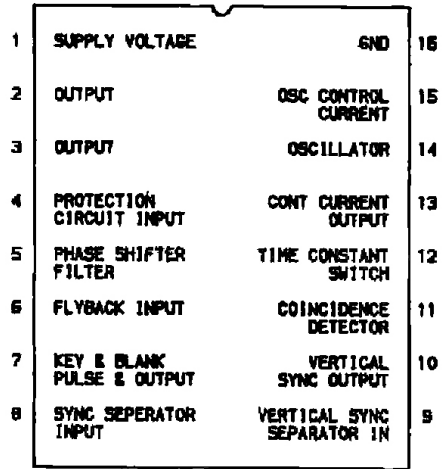 1 SUPPLY VOLTAGE GND 16
2 OUTPUT OSC CONTROL 15
CURRENT
3 OUTPUT OSCILLATOR 14
4 PROTECTION CONT CURRENT 13
CIRCUIT INPUT OUTPUT
5 PHASE SHIFTER TIME CONSTANT 12
FILTER SWITCH
6 FLYBACK INPUT COINCIDENCE 11
DETECTOR
7 KEY & BLANK VERTICAL 10
PULSE & OUTPUT SYNC OUTPUT
8 SYNC SEPERATOR VERTICAL SYNC 9
INPUT SEPARATOR IN